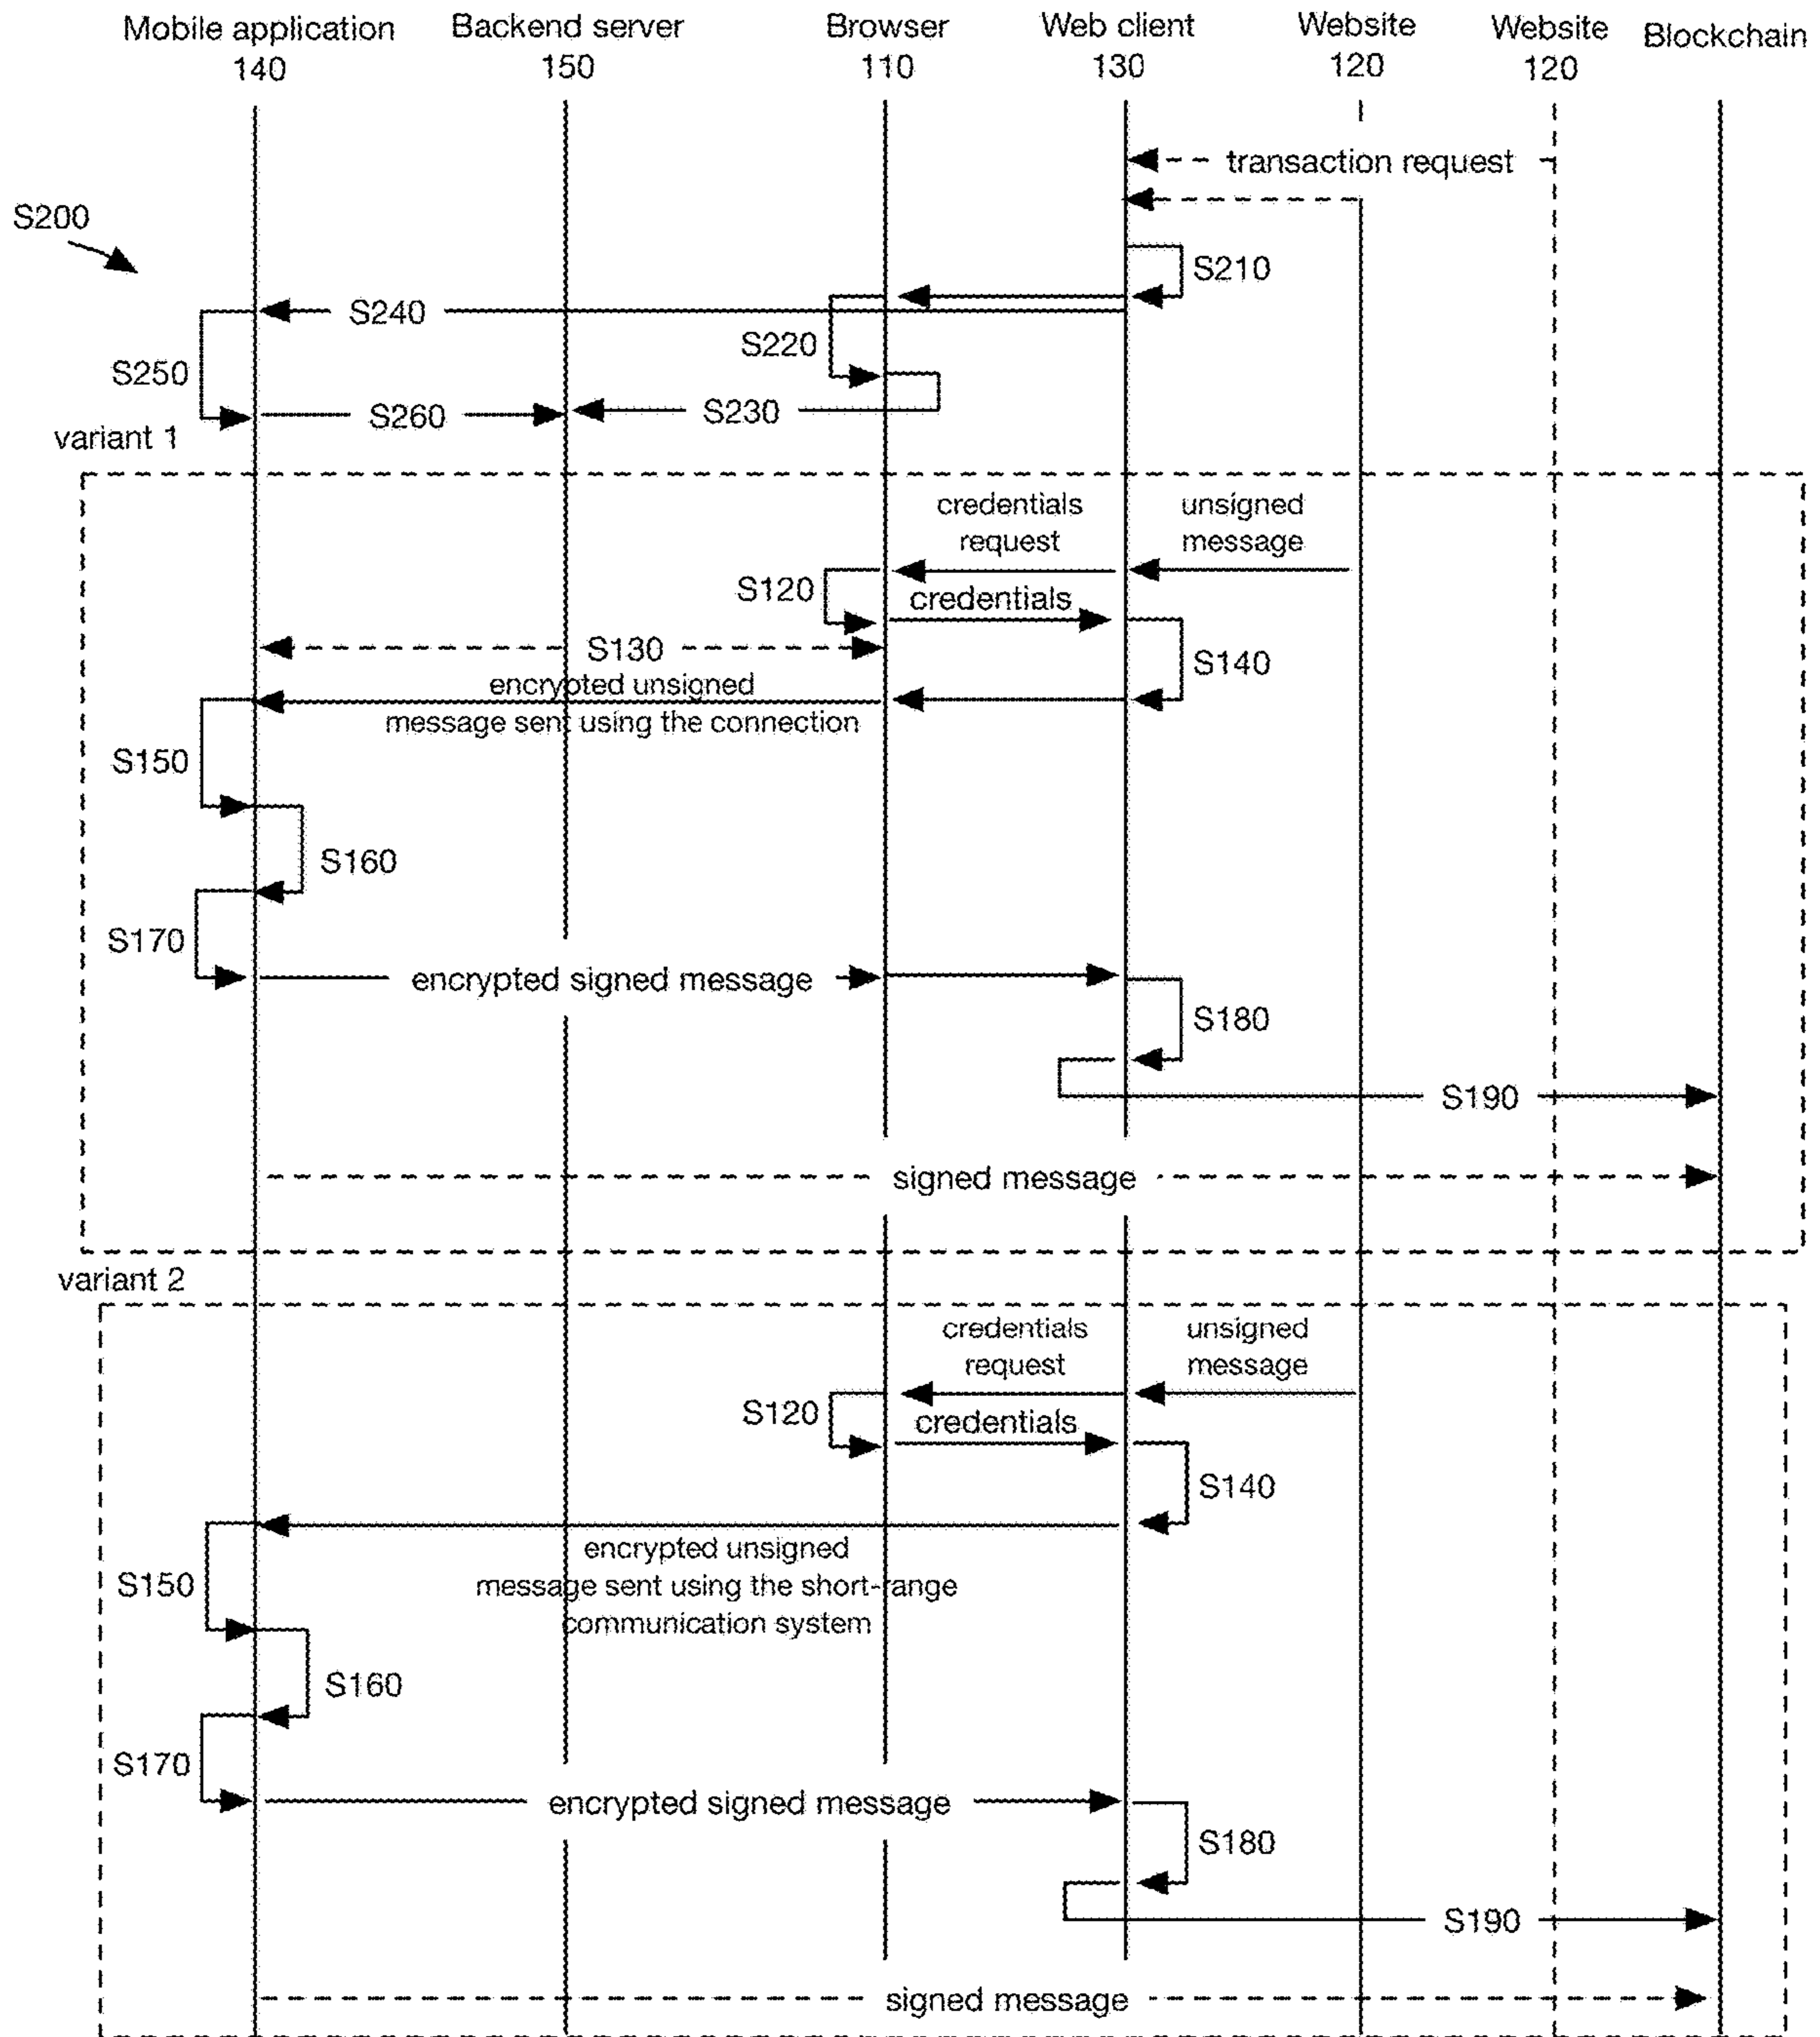 Mobile application
140
Backend server
150
Browser
110
Web client
130
Website
120
Website
120
Blockchain
transaction request
S200
S210
S240
S220
S250
S260
S230
variant 1
credentials
request
unsigned
message
S120
credentials
S130
S140
encrypted unsigned
message sent using the connection
S150
S160
S170
encrypted signed message
S180
S190
signed message
variant 2
credentials
request
unsigned
message
S120
credentials
S140
encrypted unsigned
message sent using the short-range
communication system
S150
S160
S170
encrypted signed message
S180
S190
signed message